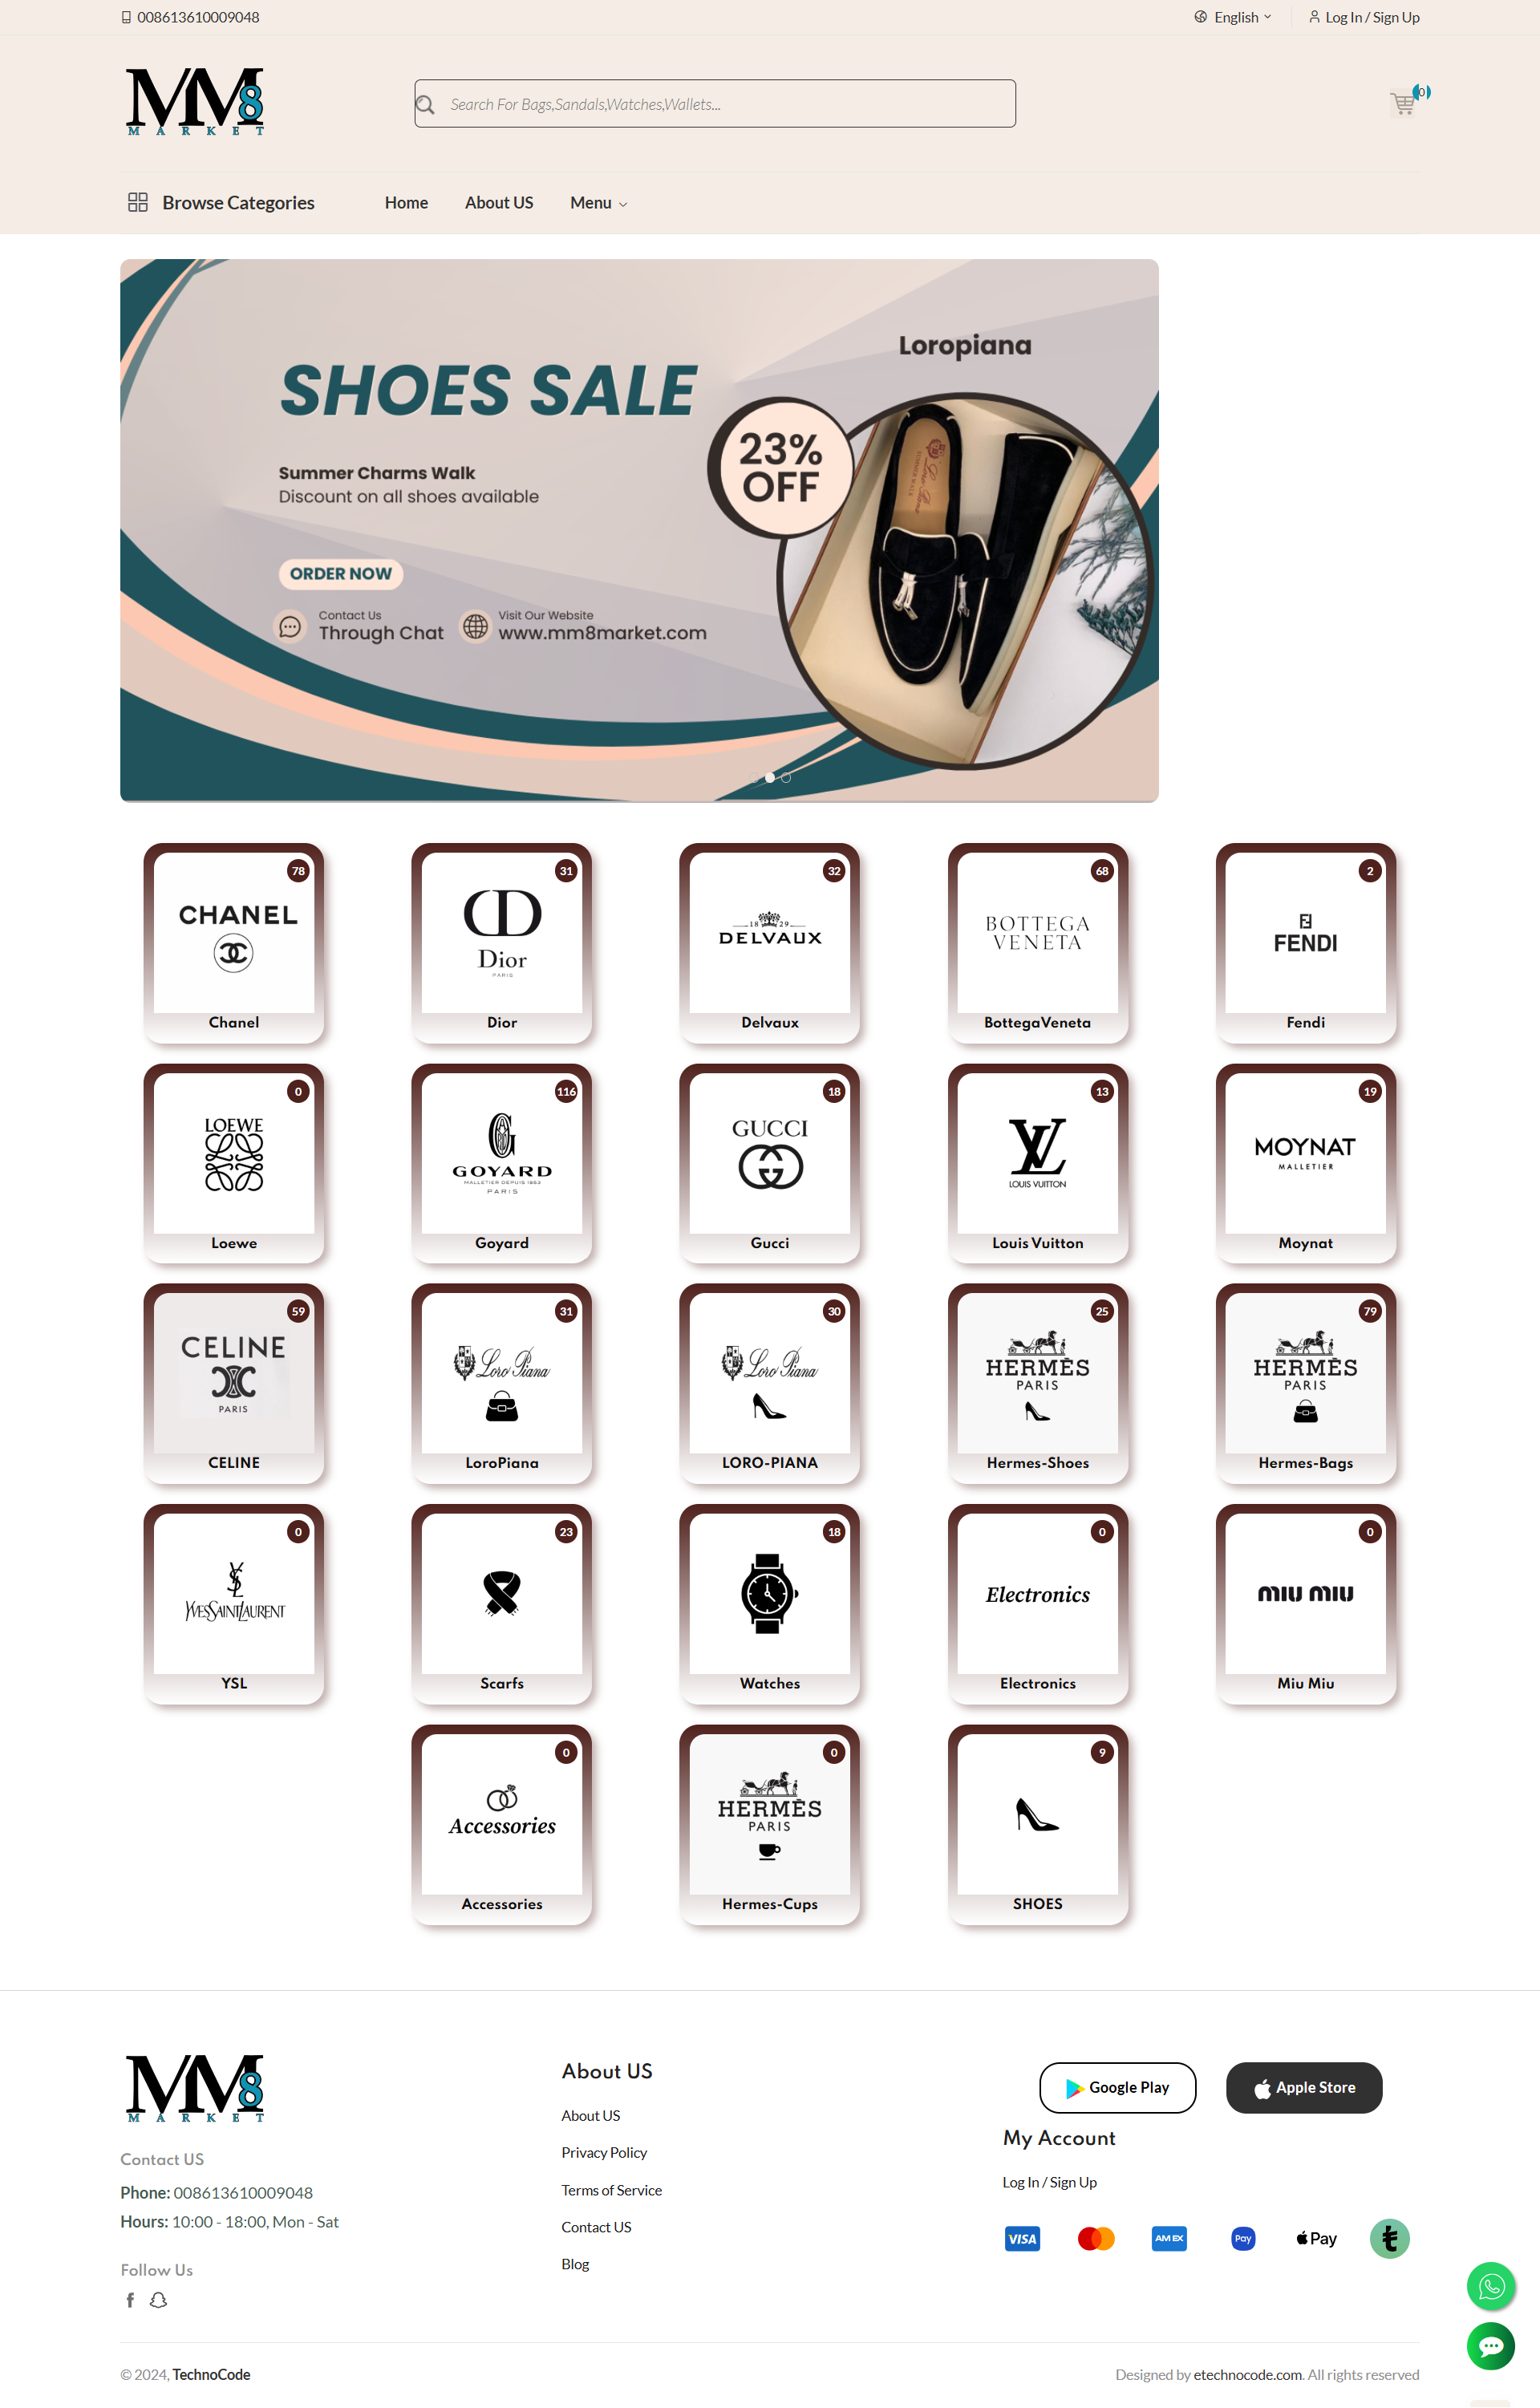 008613610009048
English
Log In / Sign Up
MM8
MARKET
Search For Bags,Sandals,Watches,Wallets...
0
Browse Categories
Home
About US
Menu
Loropiana
SHOES SALE
23%
OFF
Summer Charms Walk
Discount on all shoes available
ORDER NOW
Contact Us
Through Chat
Visit Our Website
www.mm8market.com
78
CHANEL
Chanel
31
CD
Dior
PARIS
Dior
32
18 29
DELVAUX
Delvaux
68
BOTTEGA
VENETA
BottegaVeneta
2
FENDI
Fendi
0
LOEWE
Loewe
116
GOYARD
MALLETIER DEPUIS 1853
PARIS
Goyard
18
GUCCI
Gucci
13
LV
LOUIS VUITTON
Louis Vuitton
19
MOYNAT
MALLETIER
Moynat
59
CELINE
PARIS
CELINE
31
Loro Piana
LoroPiana
30
Loro Piana
LORO-PIANA
25
HERMÈS
PARIS
Hermes-Shoes
79
HERMÈS
PARIS
Hermes-Bags
0
YSL
YVESSAINTLAURENT
YSL
23
Scarfs
18
Watches
0
Electronics
Electronics
0
miu miu
Miu Miu
0
Accessories
Accessories
0
HERMÈS
PARIS
Hermes-Cups
9
SHOES
MM8
MARKET
Contact US
Phone: 008613610009048
Hours: 10:00 - 18:00, Mon - Sat
Follow Us
About US
About US
Privacy Policy
Terms of Service
Contact US
Blog
Google Play
Apple Store
My Account
Log In / Sign Up
VISA
AMEX
Pay
Pay
© 2024, TechnoCode
Designed by etechnocode.com. All rights reserved